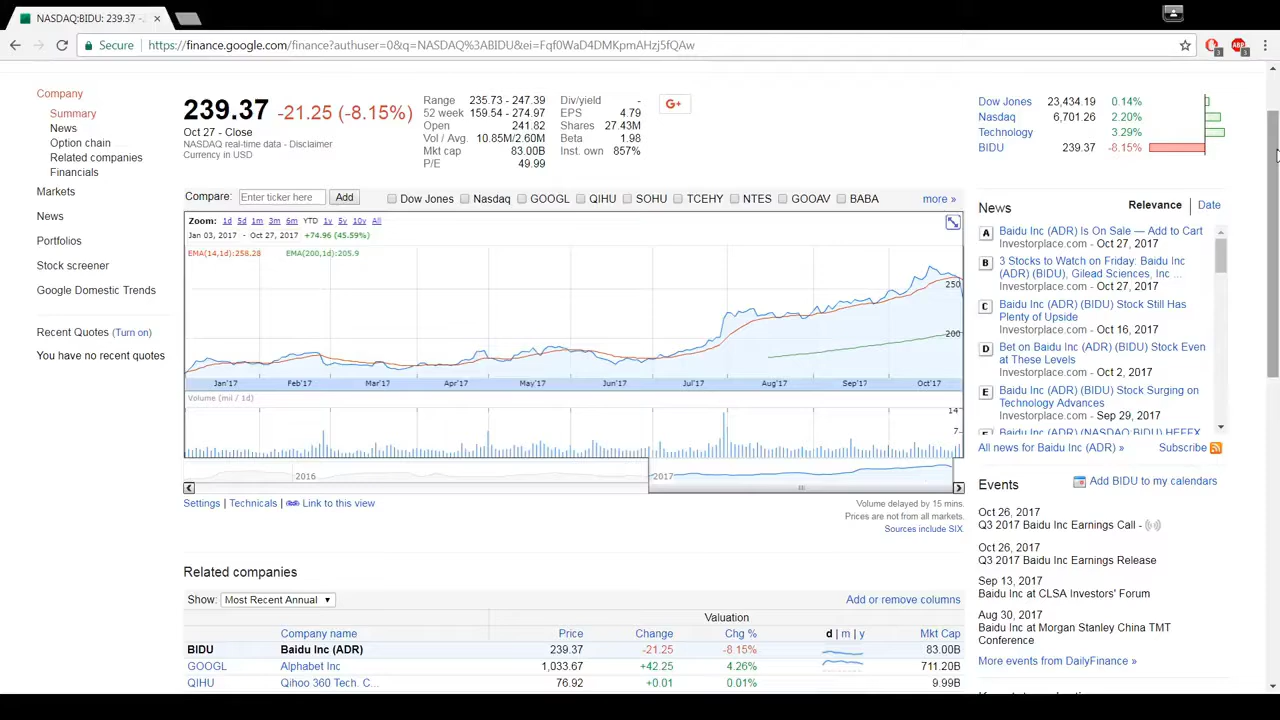 NASDAQ:BIDU: 239.37 -2
Secure
https://finance.google.com/finance?authuser=0&q=NASDAQ%3ABIDU&ei=Fqf0WaD4DMKpmAHzj5fQAw
3
ABP
3
Company
Summary
News
Option chain
Related companies
Financials
Markets
News
Portfolios
Stock screener
Google Domestic Trends
Recent Quotes (Turn on)
You have no recent quotes
239.37 -21.25 (-8.15%)
Oct 27 - Close
NASDAQ real-time data - Disclaimer
Currency in USD
Range 235.73 - 247.39
52 week 159.54 - 274.97
Open 241.82
Vol / Avg. 10.85M/2.60M
Mkt cap 83.00B
P/E 49.99
Div/yield -
EPS 4.79
Shares 27.43M
Beta 1.98
Inst. own 857%
G+
Dow Jones 23,434.19 0.14%
Nasdaq 6,701.26 2.20%
Technology 3.29%
BIDU 239.37 -8.15%
Compare: Enter ticker here Add Dow Jones Nasdaq GOOGL QIHU SOHU TCEHY NTES GOOAV BABA more »
Zoom: 1d 5d 1m 3m 6m YTD 1y 5y 10y All
Jan 03, 2017 - Oct 27, 2017 +74.96 (45.59%)
EMA(14,1d):258.28 EMA(200,1d):205.9
250
200
Jan'17 Feb'17 Mar'17 Apr'17 May'17 Jun'17 Jul'17 Aug'17 Sep'17 Oct'17
Volume (mil / 1d)
14
7
2016 2017
Settings | Technicals | Link to this view
Volume delayed by 15 mins.
Prices are not from all markets.
Sources include SIX
News Relevance | Date
A Baidu Inc (ADR) Is On Sale — Add to Cart
Investorplace.com - Oct 27, 2017
B 3 Stocks to Watch on Friday: Baidu Inc
(ADR) (BIDU), Gilead Sciences, Inc ...
Investorplace.com - Oct 27, 2017
C Baidu Inc (ADR) (BIDU) Stock Still Has
Plenty of Upside
Investorplace.com - Oct 16, 2017
D Bet on Baidu Inc (ADR) (BIDU) Stock Even
at These Levels
Investorplace.com - Oct 2, 2017
E Baidu Inc (ADR) (BIDU) Stock Surging on
Technology Advances
Investorplace.com - Sep 29, 2017
Baidu Inc (ADR) (NASDAQ:BIDU)
All news for Baidu Inc (ADR) » Subscribe
Events Add BIDU to my calendars
Oct 26, 2017
Q3 2017 Baidu Inc Earnings Call -
Oct 26, 2017
Q3 2017 Baidu Inc Earnings Release
Sep 13, 2017
Baidu Inc at CLSA Investors' Forum
Aug 30, 2017
Baidu Inc at Morgan Stanley China TMT
Conference
More events from DailyFinance »
Related companies
Show: Most Recent Annual Add or remove columns
Valuation
Company name Price Change Chg % d | m | y Mkt Cap
BIDU Baidu Inc (ADR) 239.37 -21.25 -8.15% 83.00B
GOOGL Alphabet Inc 1,033.67 +42.25 4.26% 711.20B
QIHU Qihoo 360 Tech. C... 76.92 +0.01 0.01% 9.99B